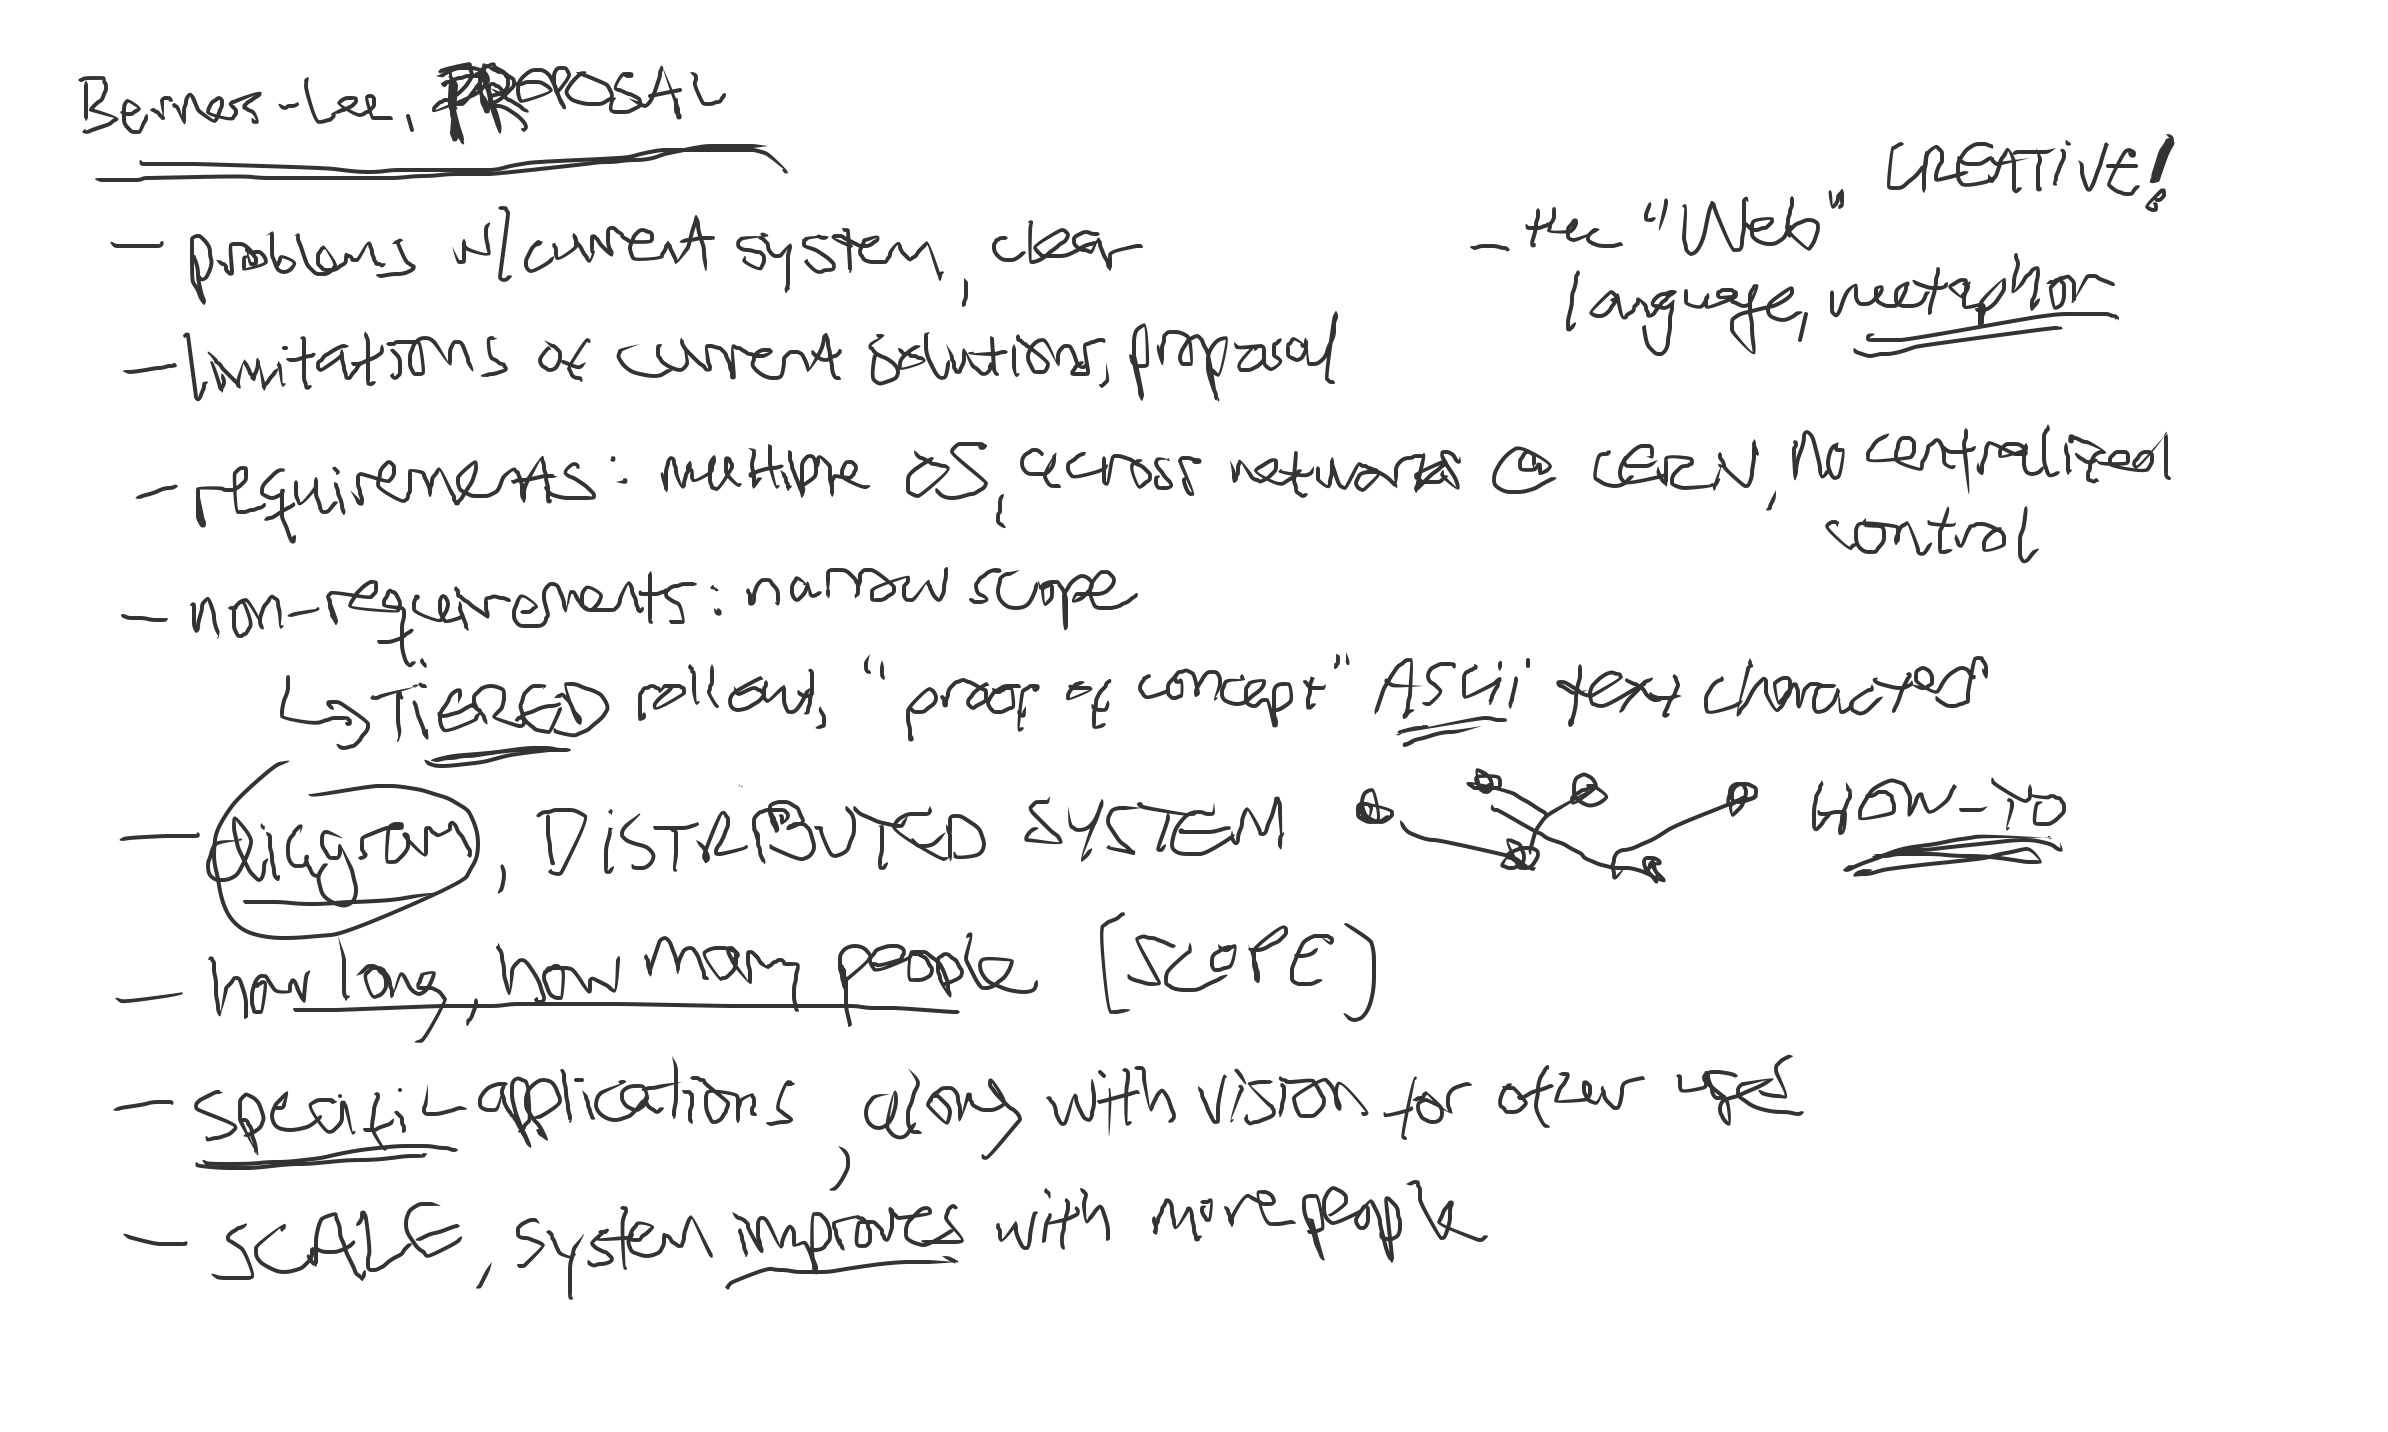 Berners-Lee, PROPOSAL
- problems w/current system, clear
- the "Web" CREATIVE!
language, metaphor
- limitations of current solutions, proposal
- requirements: multiple OS, across networks @ CERN, no centralized
control
- non-requirements: narrow scope
↳ TIERED rollout, "proof of concept" ASCII text characters
- diagram, DISTRIBUTED SYSTEM HOW-TO
- how long, how many people [SCOPE]
- specific applications, along with vision for other uses
- SCALE, system improves with more people